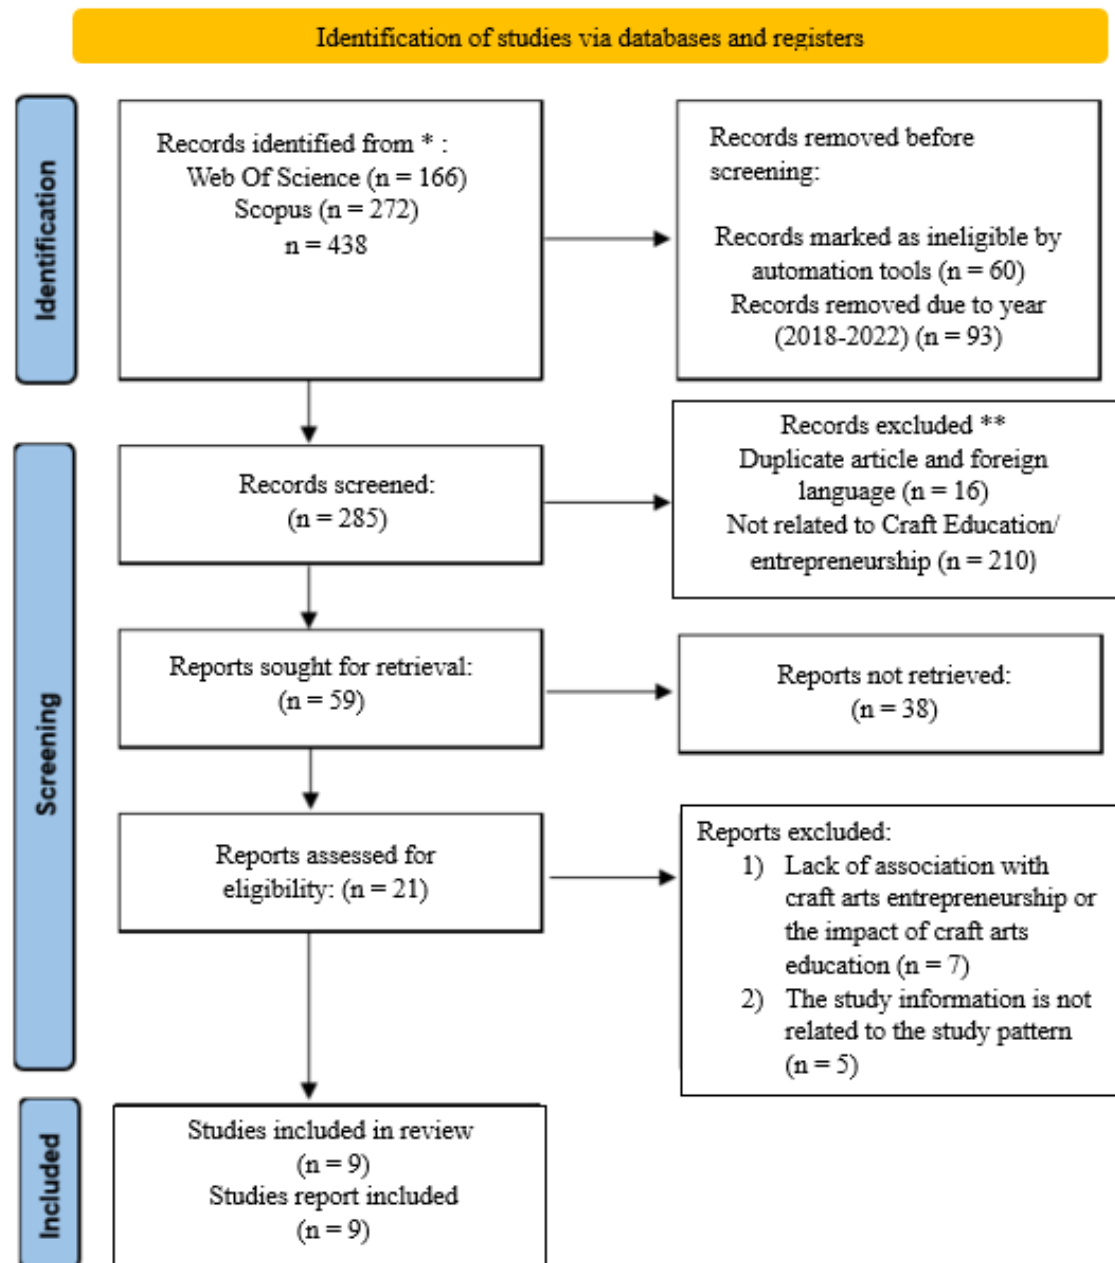 Identification of studies via databases and registers
Identification
Records identified from * :
Web Of Science (n = 166)
Scopus (n = 272)
n = 438
Records removed before
screening:
Records marked as ineligible by
automation tools (n = 60)
Records removed due to year
(2018-2022) (n = 93)
Screening
Records screened:
(n = 285)
Records excluded **
Duplicate article and foreign
language (n = 16)
Not related to Craft Education/
entrepreneurship (n = 210)
Reports sought for retrieval:
(n = 59)
Reports not retrieved:
(n = 38)
Reports assessed for
eligibility: (n = 21)
Reports excluded:
1) Lack of association with
craft arts entrepreneurship or
the impact of craft arts
education (n = 7)
2) The study information is not
related to the study pattern
(n = 5)
Included
Studies included in review
(n = 9)
Studies report included
(n = 9)